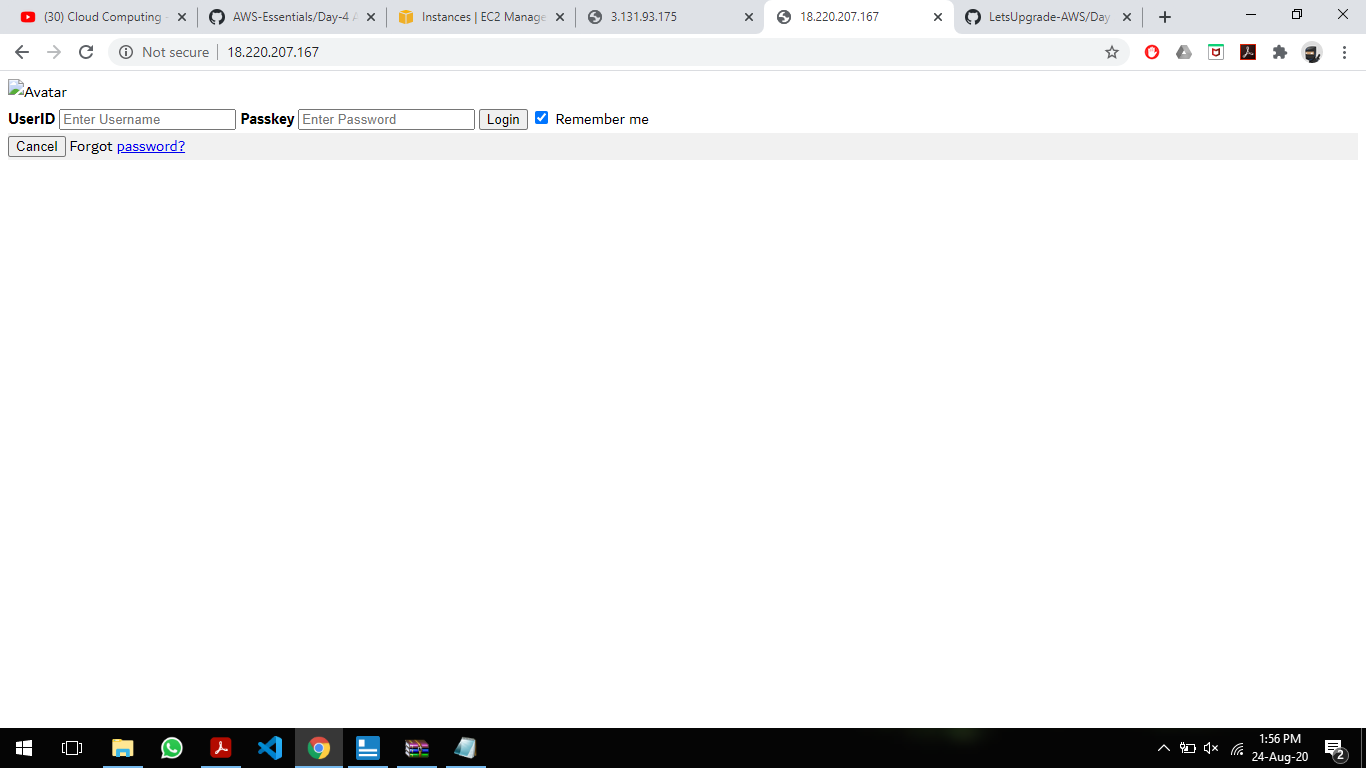 (30) Cloud Computing - AWS-Essentials/Day-4 A Instances | EC2 Manage 3.131.93.175 18.220.207.167 LetsUpgrade-AWS/Day
Not secure 18.220.207.167
Avatar
UserID Enter Username Passkey Enter Password Login Remember me
Cancel Forgot password?
1:56 PM
24-Aug-20
2